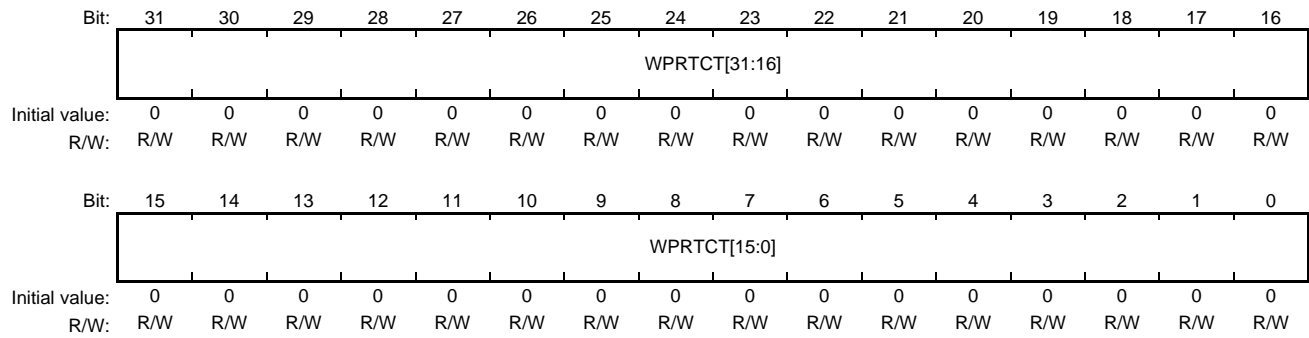 Bit: 31 30 29 28 27 26 25 24 23 22 21 20 19 18 17 16
WPRTCT[31:16]
Initial value: 0 0 0 0 0 0 0 0 0 0 0 0 0 0 0 0
R/W: R/W R/W R/W R/W R/W R/W R/W R/W R/W R/W R/W R/W R/W R/W R/W R/W
Bit: 15 14 13 12 11 10 9 8 7 6 5 4 3 2 1 0
WPRTCT[15:0]
Initial value: 0 0 0 0 0 0 0 0 0 0 0 0 0 0 0 0
R/W: R/W R/W R/W R/W R/W R/W R/W R/W R/W R/W R/W R/W R/W R/W R/W R/W